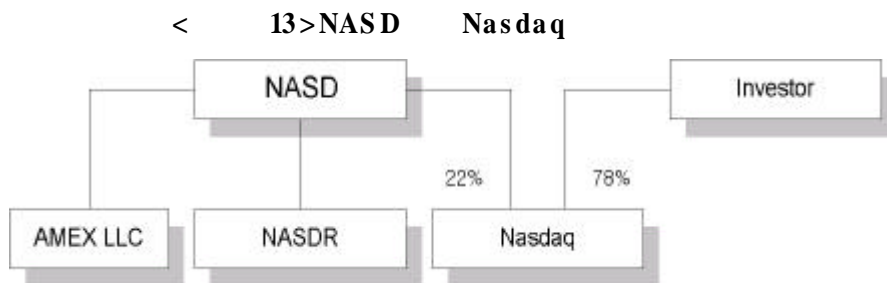 < 13>NASD Nasdaq
NASD
Investor
22%
78%
AMEX LLC
NASDR
Nasdaq